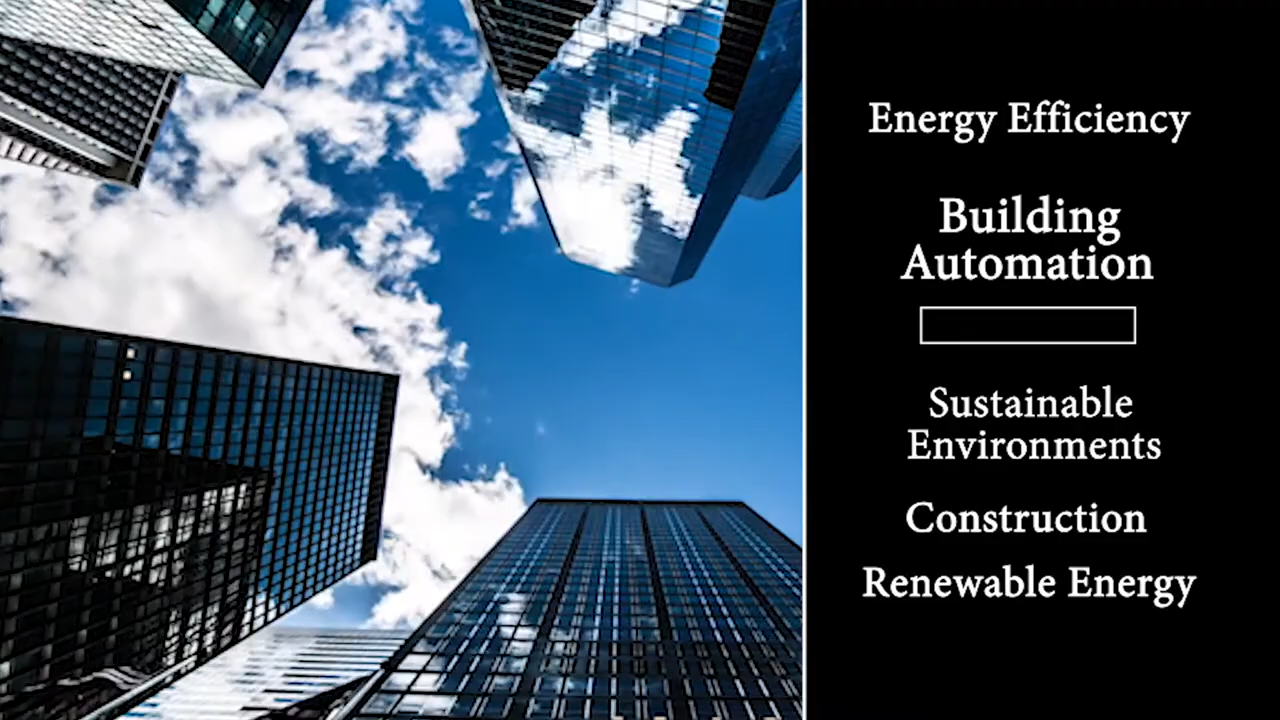 Energy Efficiency
Building
Automation
Sustainable
Environments
Construction
Renewable Energy